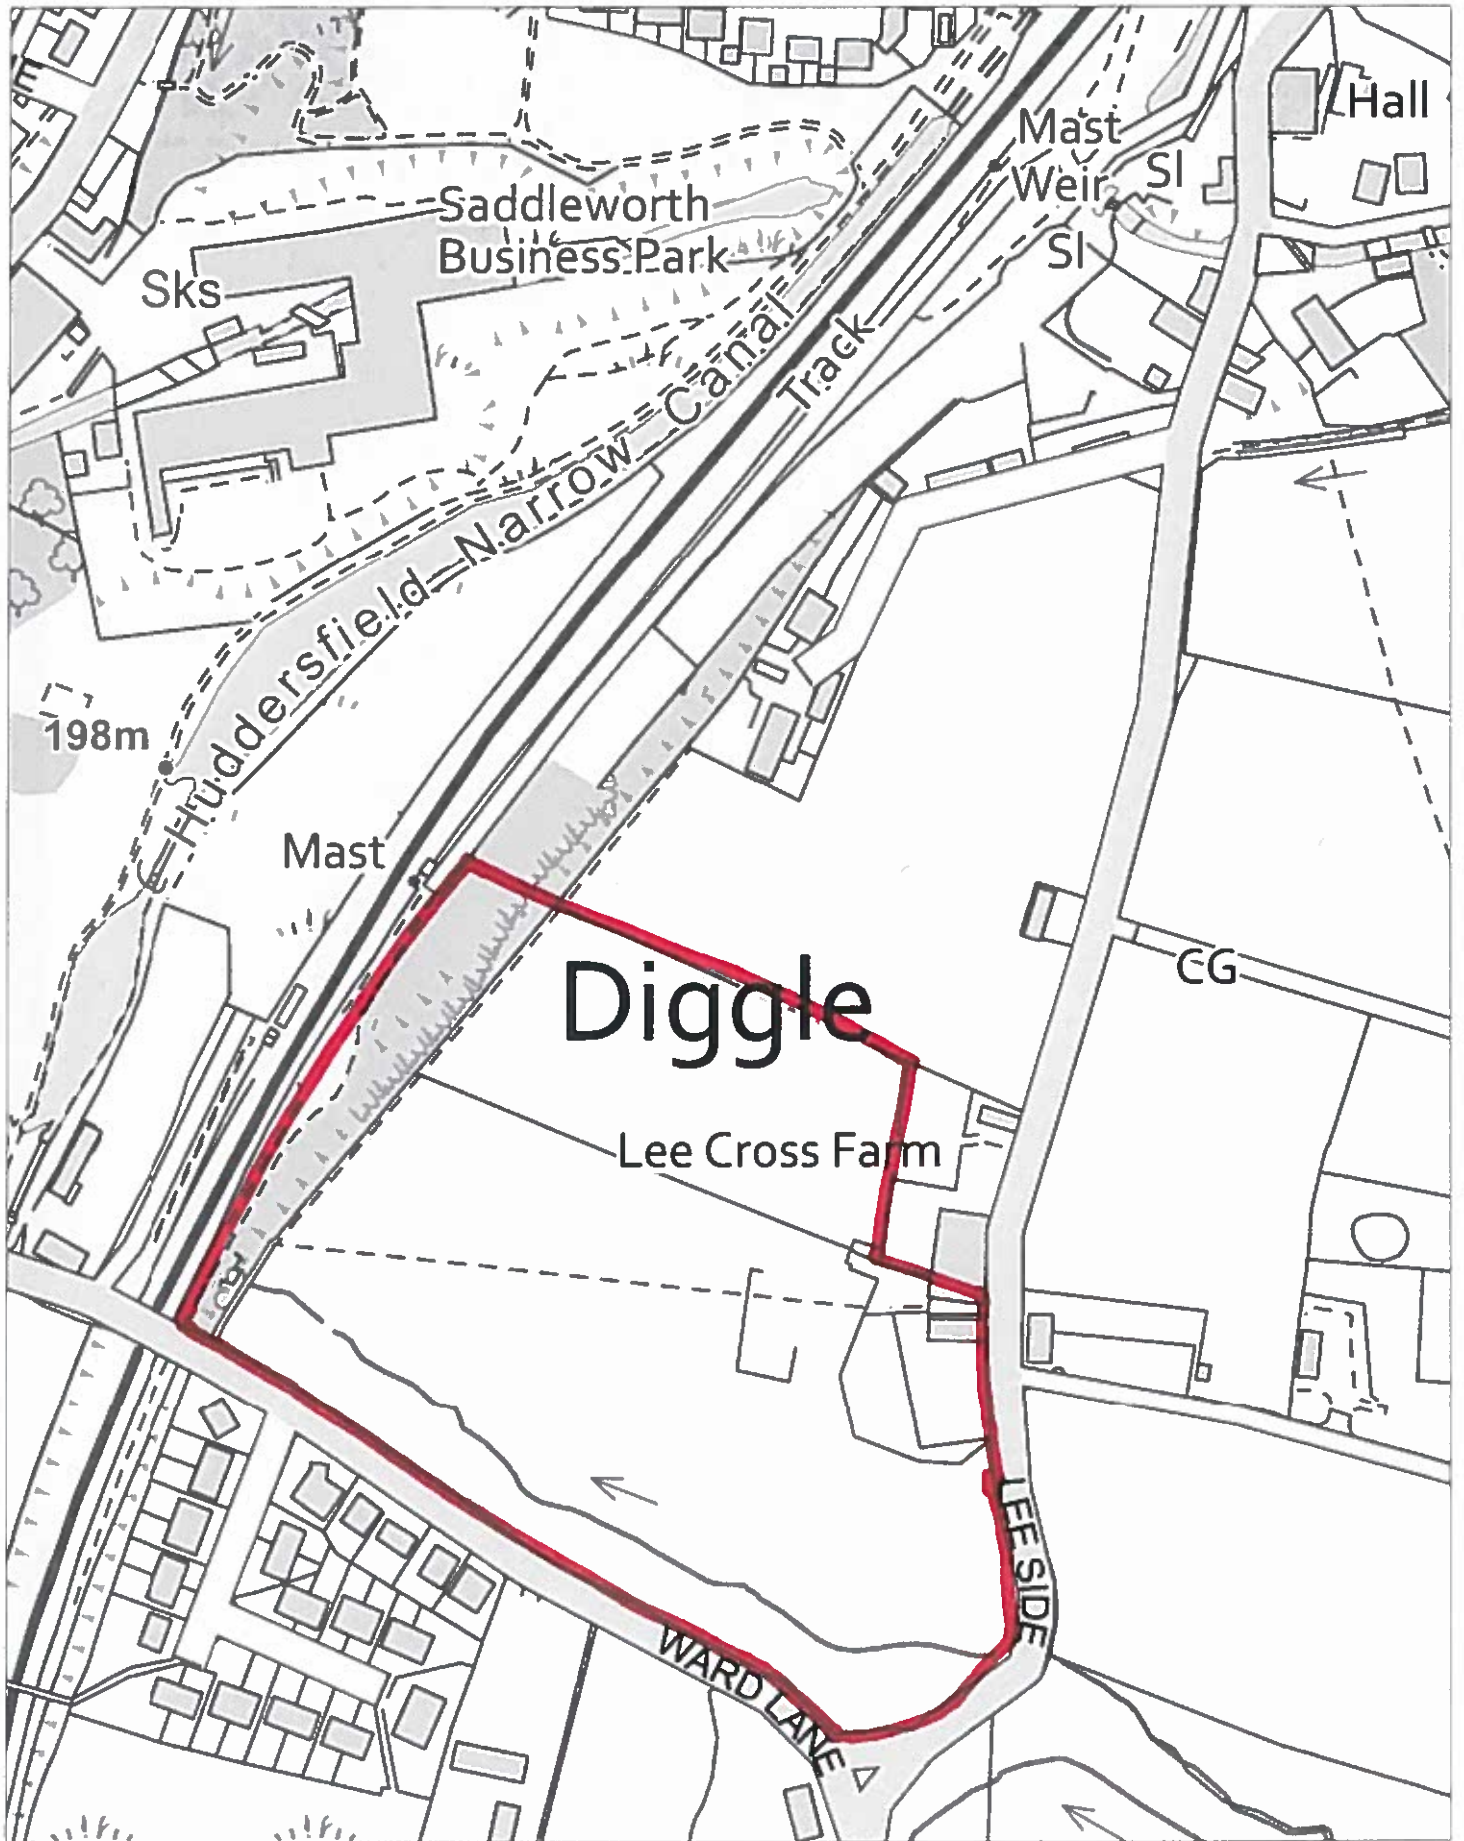 E
Hall
Mast
Weir
Sl
Sl
Saddleworth
Business Park
Sks
Track
Huddersfield Narrow Canal
198m
Mast
Diggle
CG
Lee Cross Farm
LEE SIDE
WARD LANE